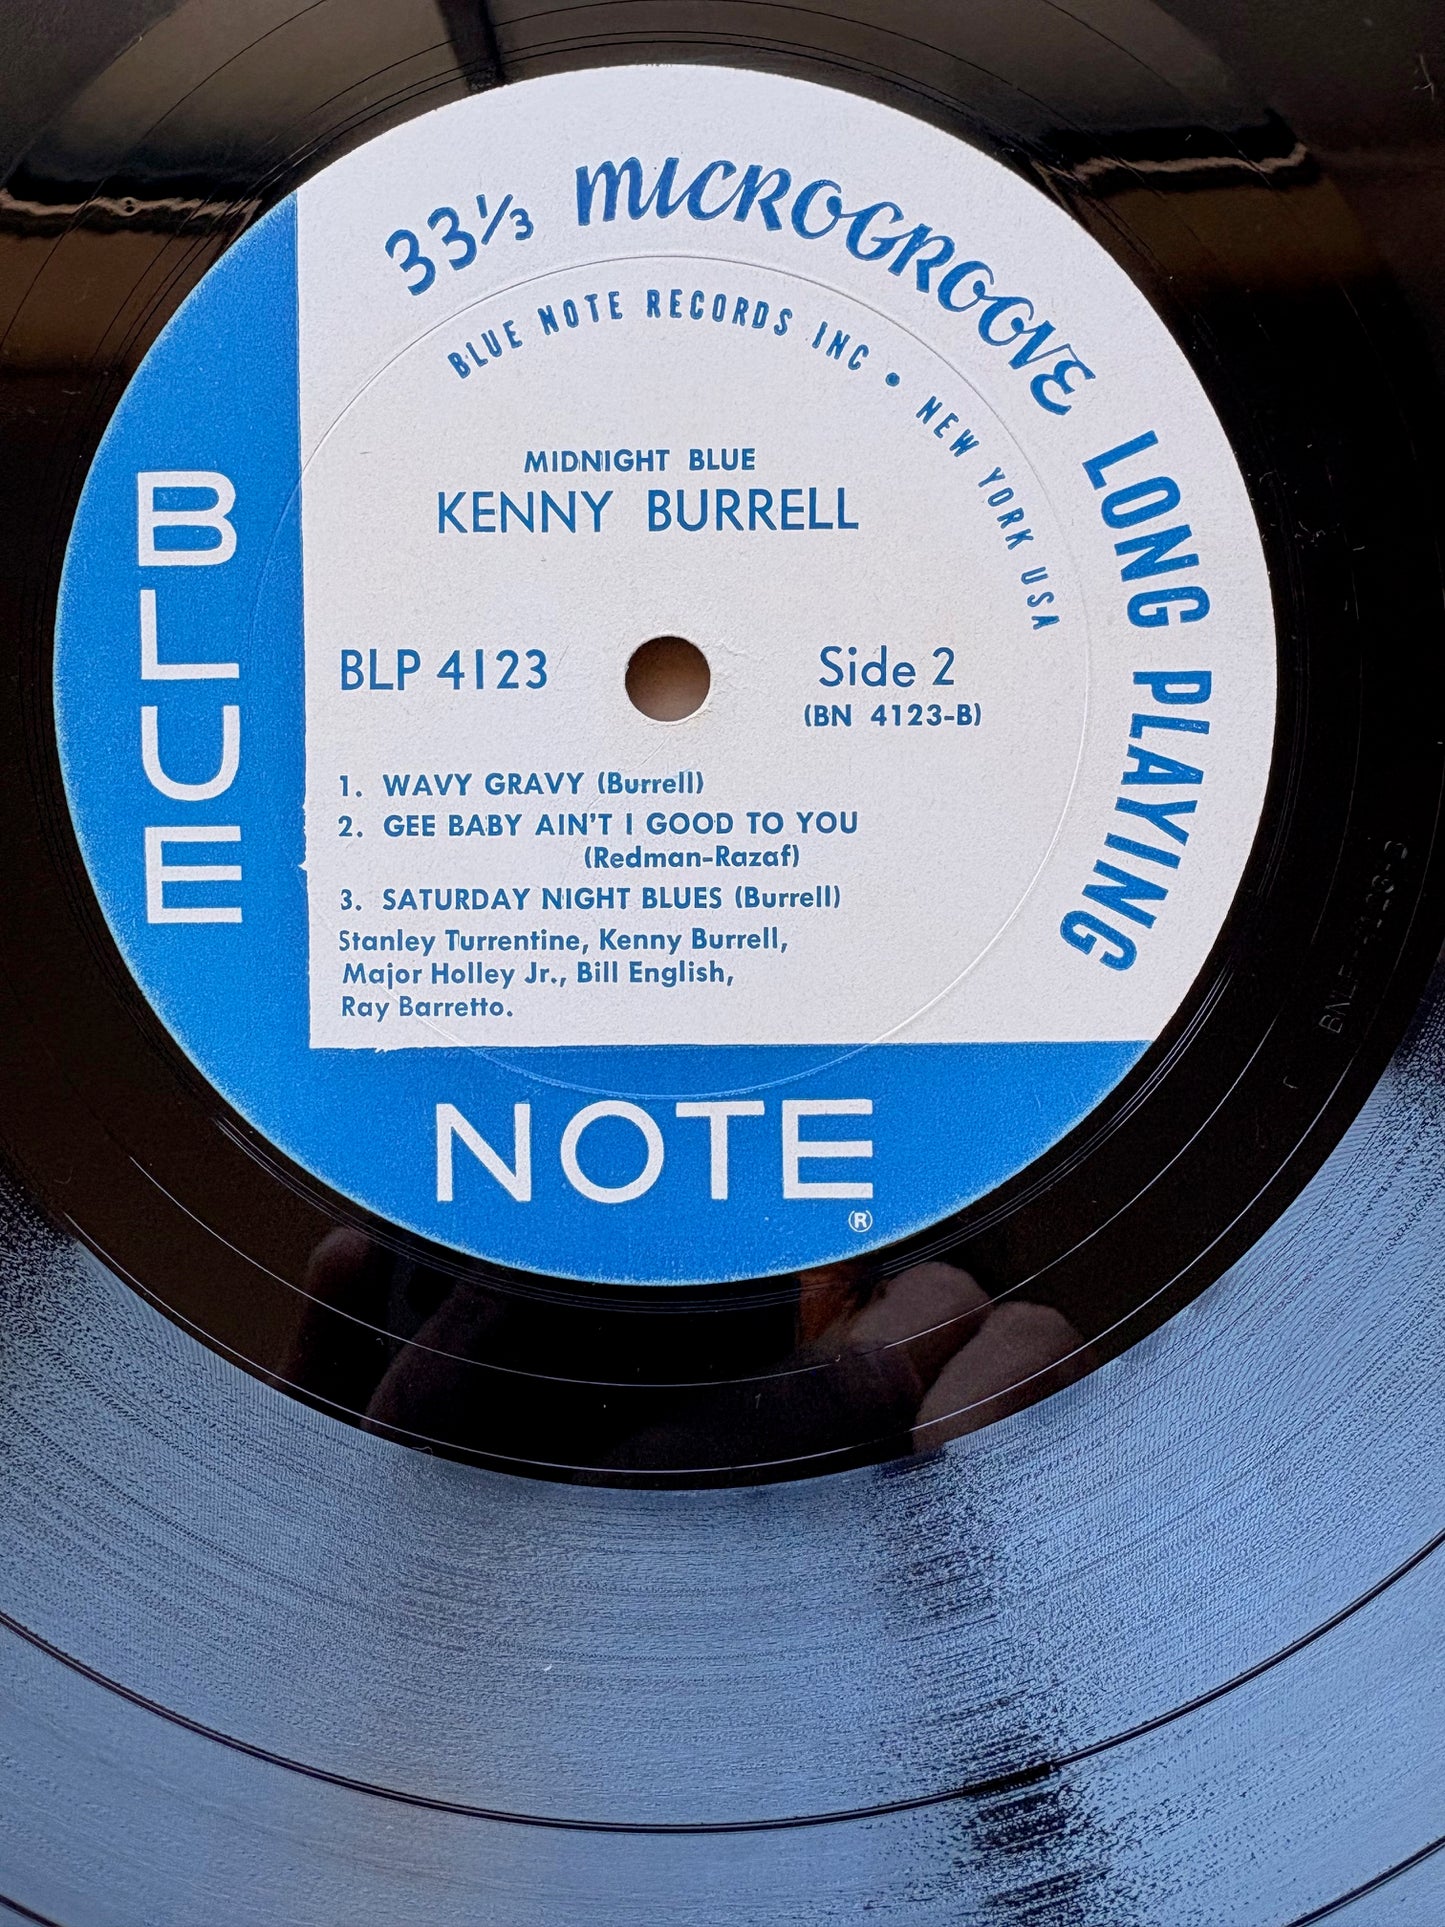 33⅓ MICROGROOVE LONG PLAYING
BLUE NOTE RECORDS INC • NEW YORK USA
MIDNIGHT BLUE
KENNY BURRELL
BLP 4123
Side 2
(BN 4123-B)
1. WAVY GRAVY (Burrell)
2. GEE BABY AIN'T I GOOD TO YOU
(Redman-Razaf)
3. SATURDAY NIGHT BLUES (Burrell)
Stanley Turrentine, Kenny Burrell,
Major Holley Jr., Bill English,
Ray Barretto.
BLUE
NOTE
®